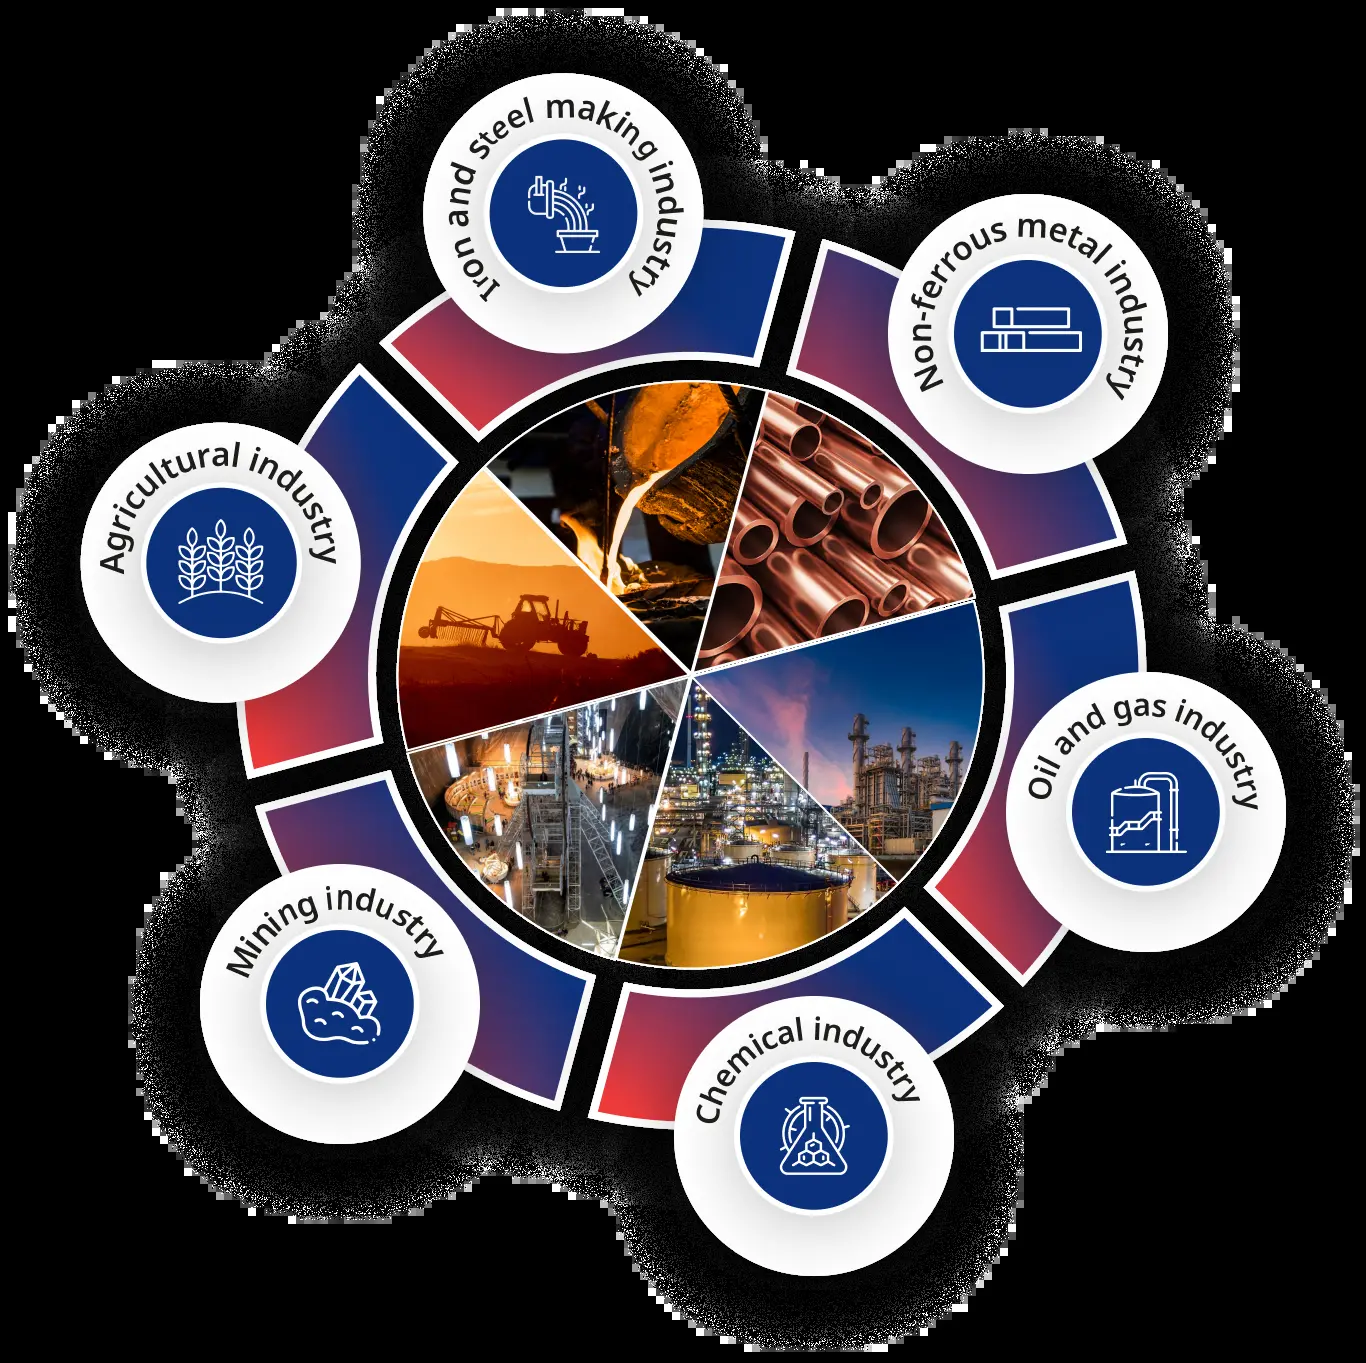 Iron and steel making industry
Non-ferrous metal industry
Agricultural industry
Oil and gas industry
Mining industry
Chemical industry